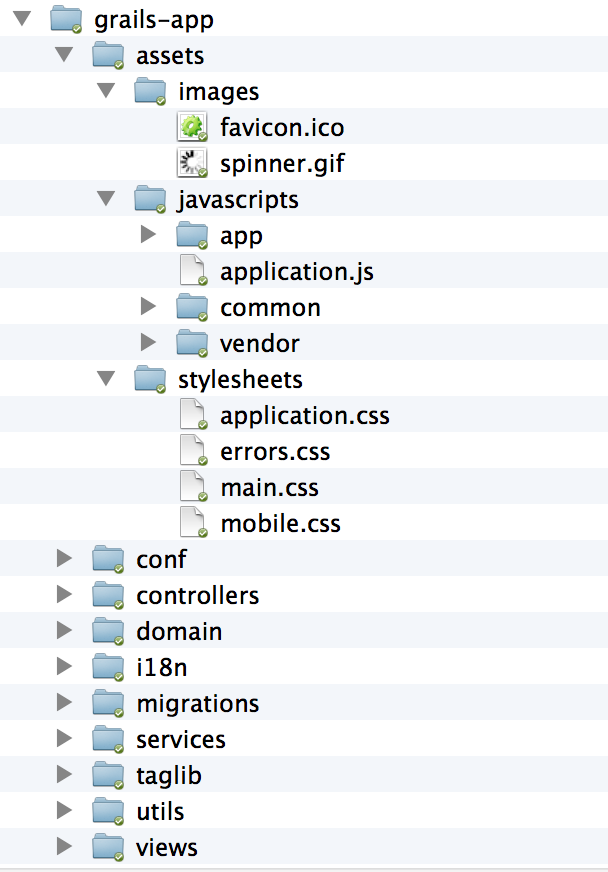 grails-app
assets
images
favicon.ico
spinner.gif
javascripts
app
application.js
common
vendor
stylesheets
application.css
errors.css
main.css
mobile.css
conf
controllers
domain
i18n
migrations
services
taglib
utils
views